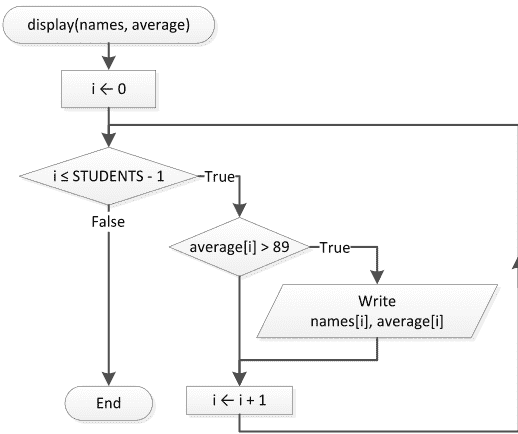 display(names, average)
i ← 0
i ≤ STUDENTS - 1
True
False
average[i] > 89
True
Write
names[i], average[i]
i ← i + 1
End